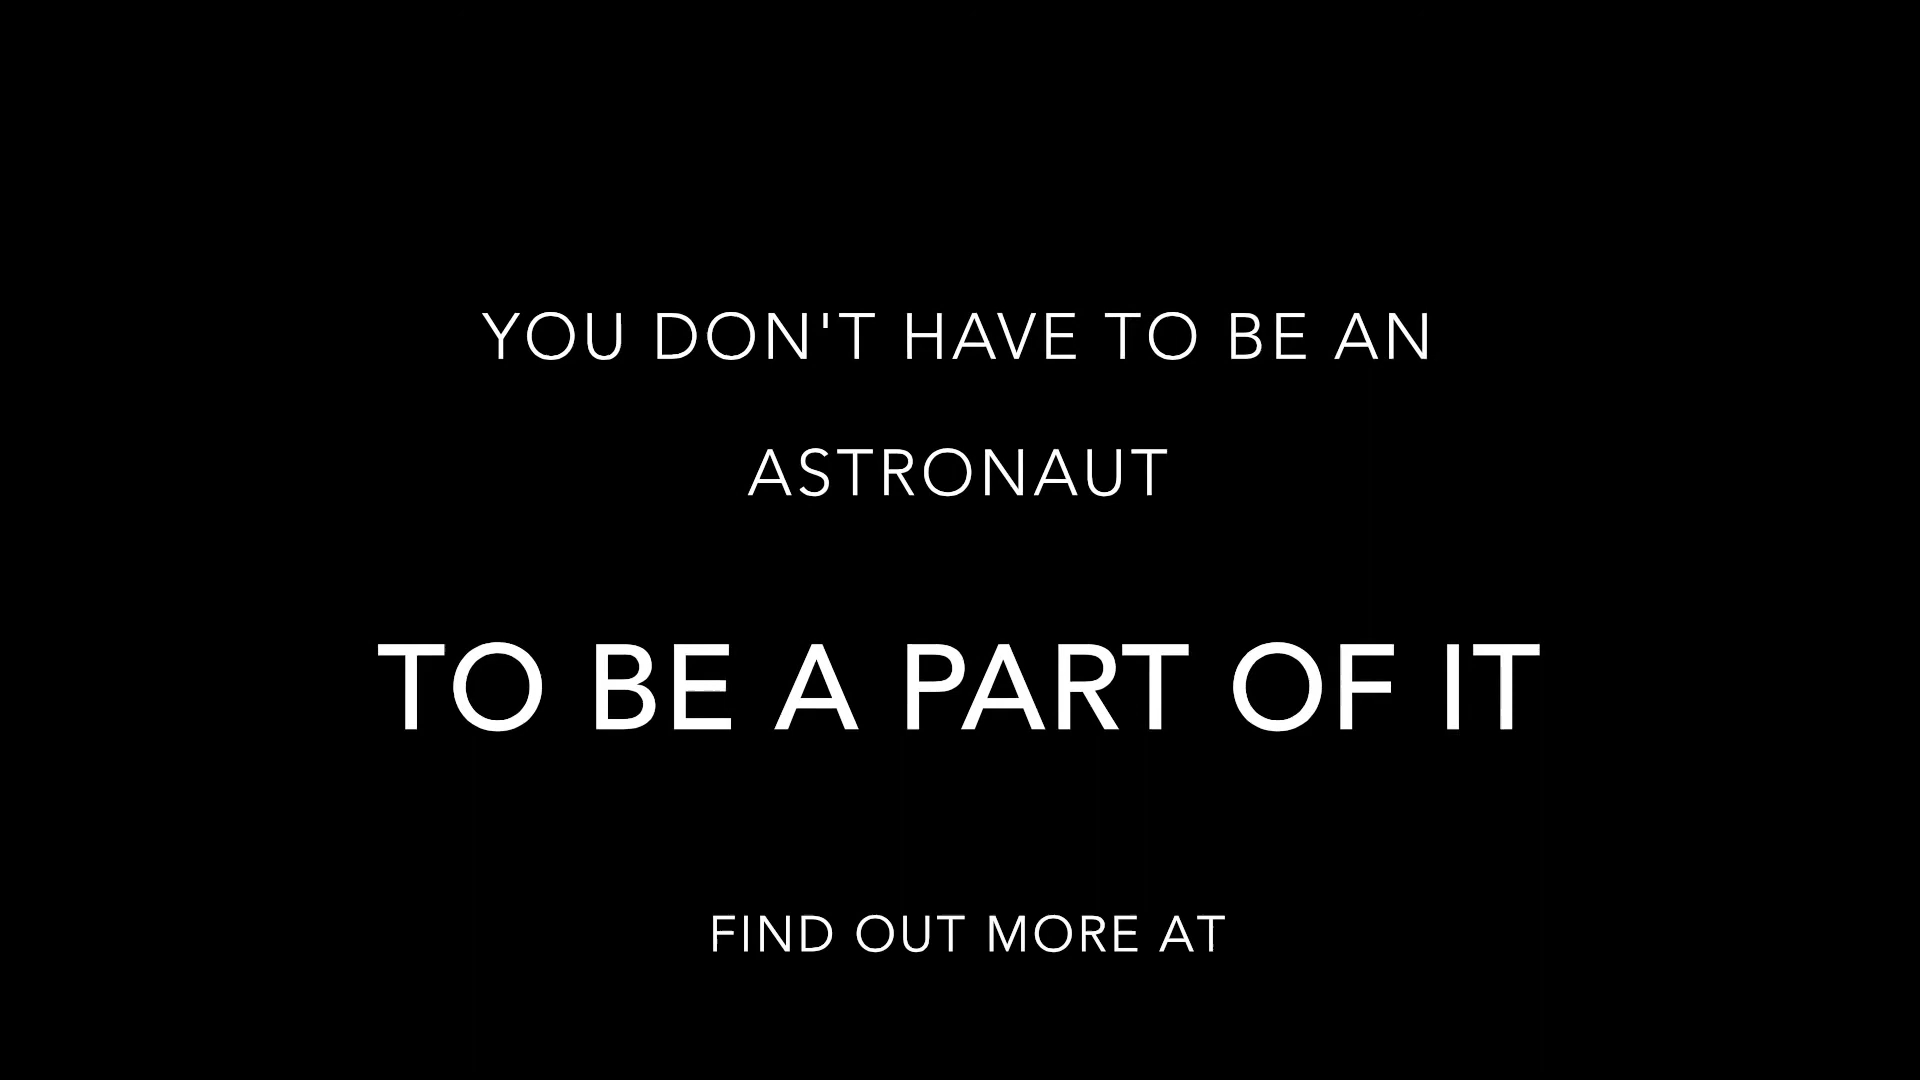 YOU DON'T HAVE TO BE AN
ASTRONAUT
TO BE A PART OF IT
FIND OUT MORE AT